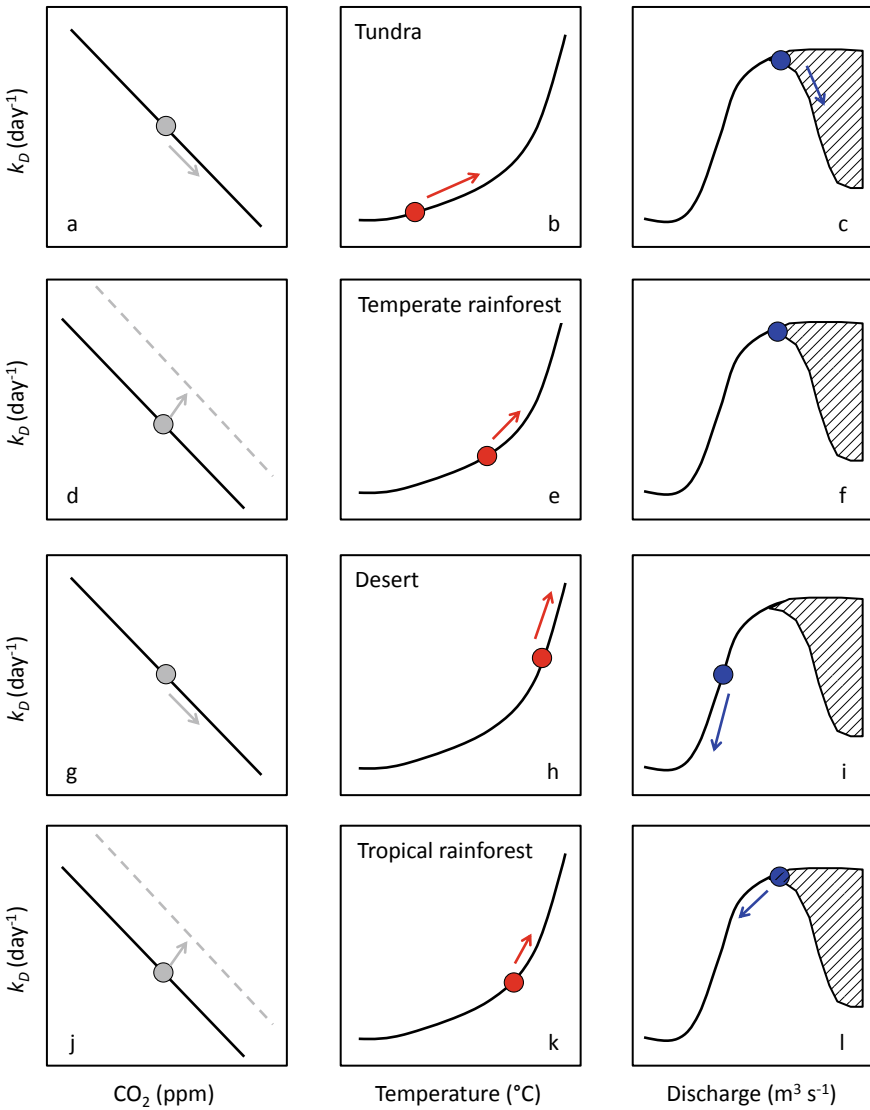 k_D (day⁻¹)
a
Tundra
b
c
k_D (day⁻¹)
d
Temperate rainforest
e
f
k_D (day⁻¹)
g
Desert
h
i
k_D (day⁻¹)
j
Tropical rainforest
k
l
CO₂ (ppm)
Temperature (°C)
Discharge (m³ s⁻¹)